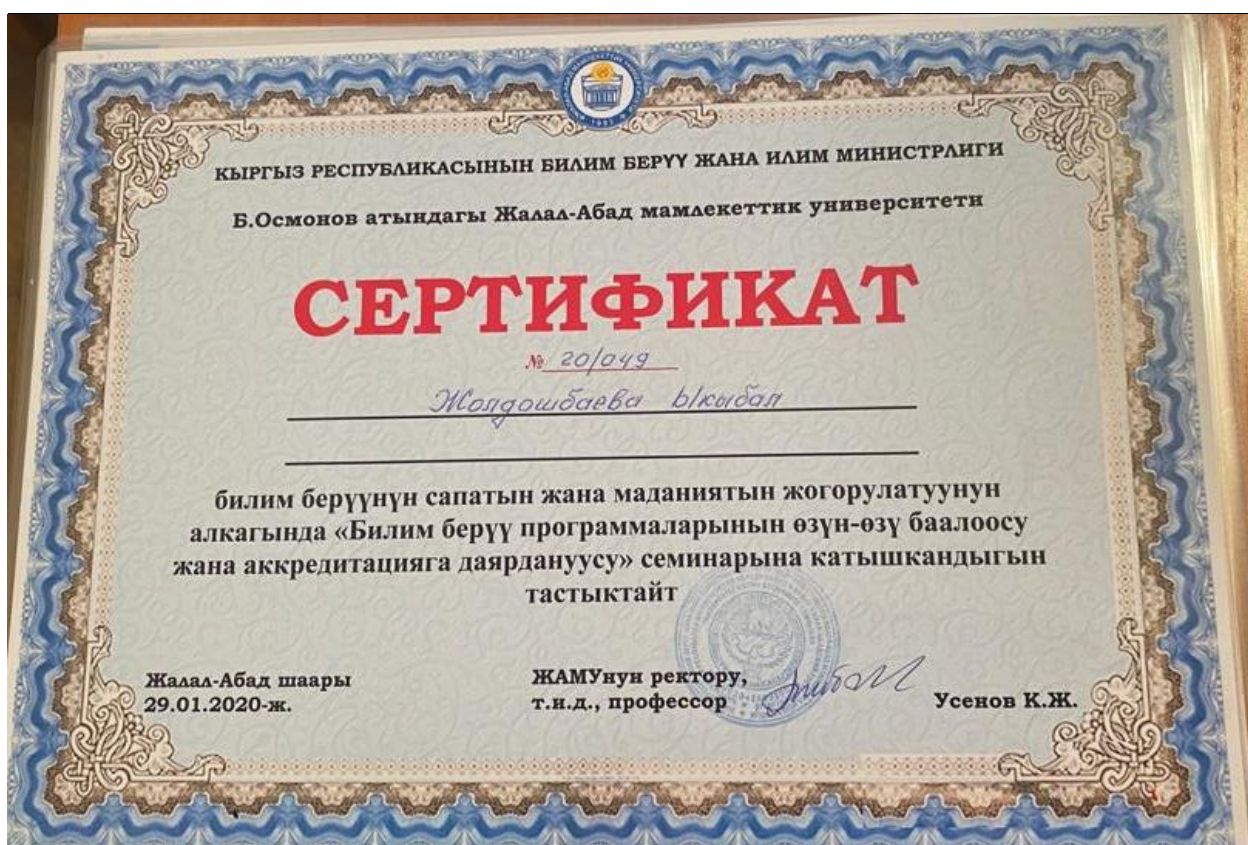 КЫРГЫЗ РЕСПУБЛИКАСЫНЫН БИЛИМ БЕРҮҮ ЖАНА ИЛИМ МИНИСТРЛИГИ
Б.Осмонов атындагы Жалал-Абад мамлекеттик университети
СЕРТИФИКАТ
№ 20/049
Жолдошбаева Ыкыбал
билим берүүнүн сапатын жана маданиятын жогорулатуунун
алкагында «Билим берүү программаларынын өзүн-өзү баалоосу
жана аккредитацияга даярдануусу» семинарына катышкандыгын
тастыктайт
Жалал-Абад шаары
29.01.2020-ж.
ЖАМУнун ректору,
т.и.д., профессор
Усенов К.Ж.